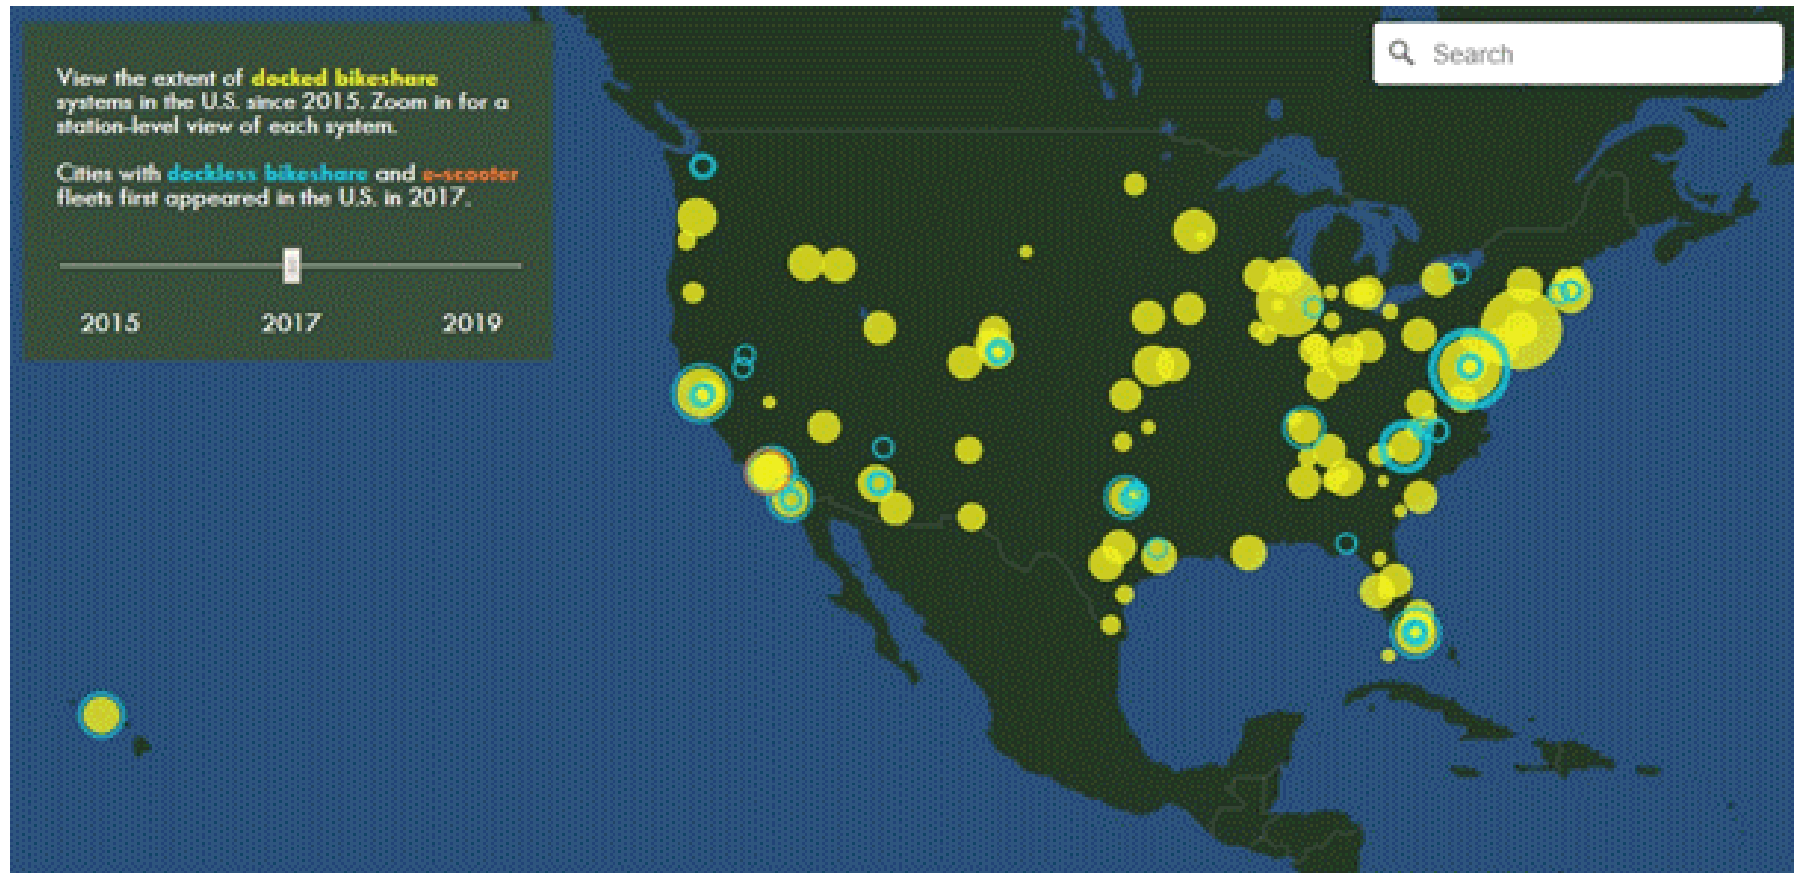 View the extent of docked bikeshare
systems in the U.S. since 2015. Zoom in for a
station-level view of each system.
Cities with dockless bikeshare and e-scooter
fleets first appeared in the U.S. in 2017.
2015 2017 2019
Search